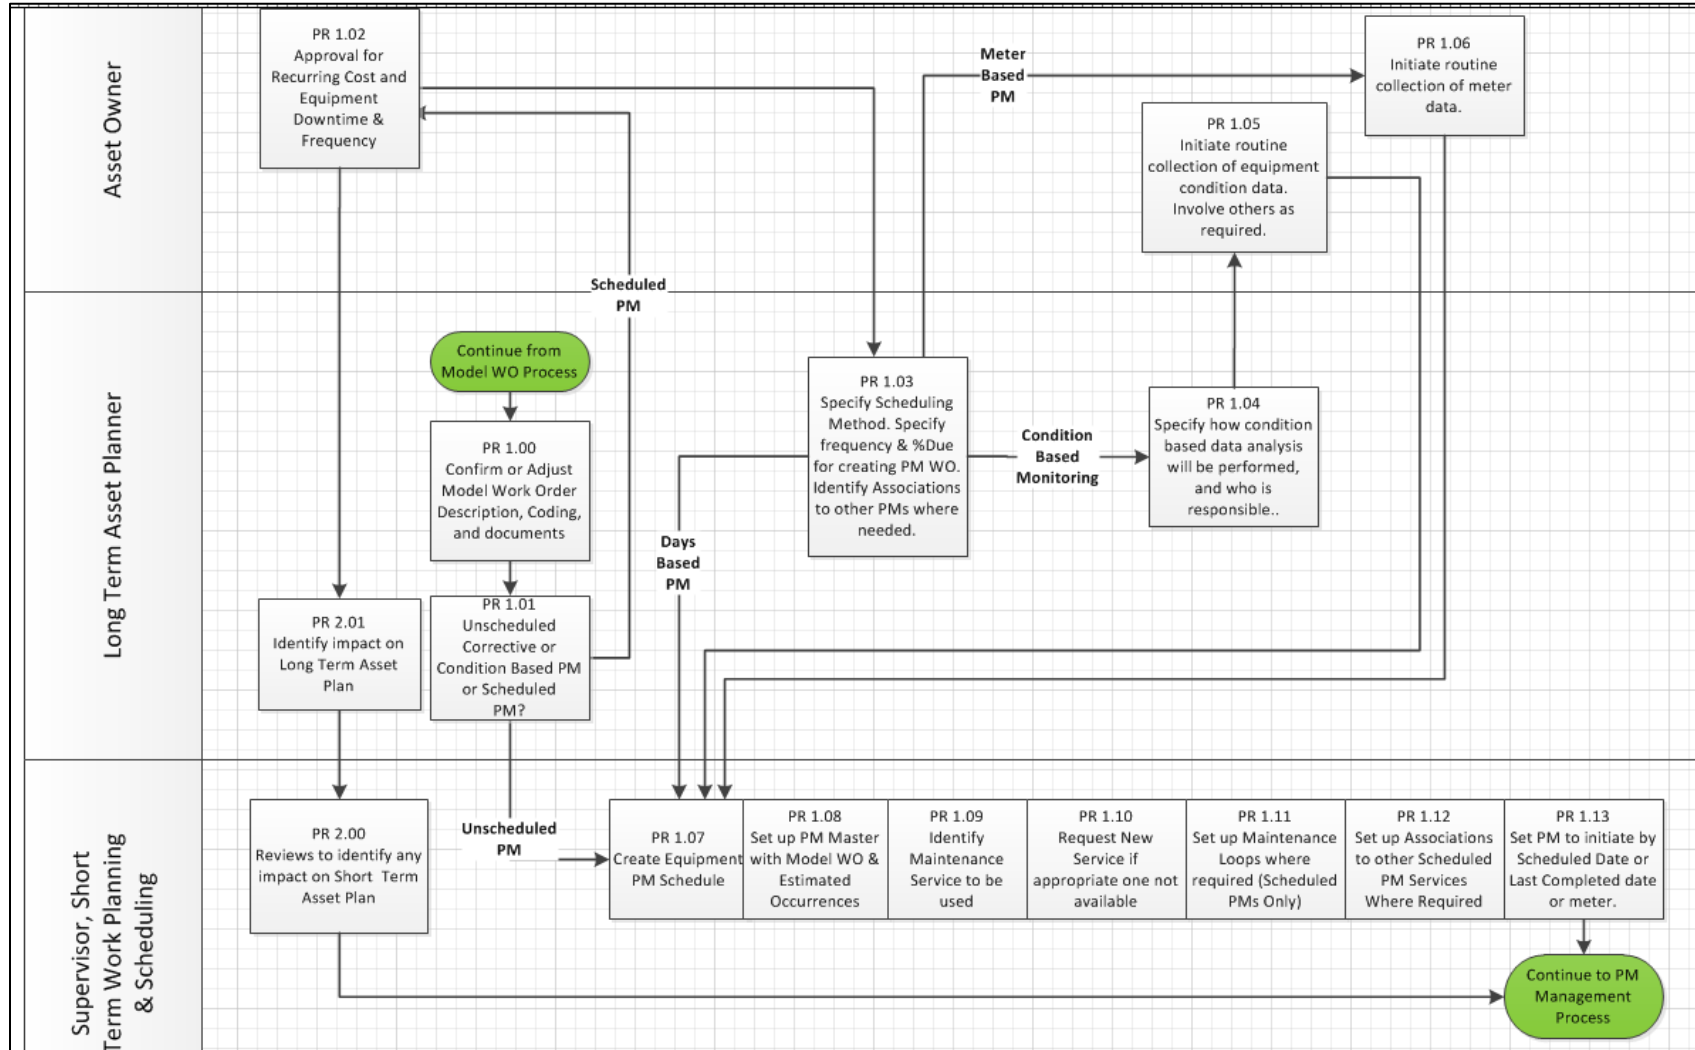 Asset Owner
PR 1.02
Approval for
Recurring Cost and
Equipment
Downtime &
Frequency
Meter
Based
PM
PR 1.06
Initiate routine
collection of meter
data.
PR 1.05
Initiate routine
collection of equipment
condition data.
Involve others as
required.
Scheduled
PM
Long Term Asset Planner
Continue from
Model WO Process
PR 1.00
Confirm or Adjust
Model Work Order
Description, Coding,
and documents
PR 1.03
Specify Scheduling
Method. Specify
frequency & %Due
for creating PM WO.
Identify Associations
to other PMs where
needed.
Condition
Based
Monitoring
PR 1.04
Specify how condition
based data analysis
will be performed,
and who is
responsible..
Days
Based
PM
PR 2.01
Identify impact on
Long Term Asset
Plan
PR 1.01
Unscheduled
Corrective or
Condition Based PM
or Scheduled
PM?
Supervisor, Short
Term Work Planning
& Scheduling
PR 2.00
Reviews to identify any
impact on Short  Term
Asset Plan
Unscheduled
PM
PR 1.07
Create Equipment
PM Schedule
PR 1.08
Set up PM Master
with Model WO &
Estimated
Occurrences
PR 1.09
Identify
Maintenance
Service to be
used
PR 1.10
Request New
Service if
appropriate one not
available
PR 1.11
Set up Maintenance
Loops where
required (Scheduled
PMs Only)
PR 1.12
Set up Associations
to other Scheduled
PM Services
Where Required
PR 1.13
Set PM to initiate by
Scheduled Date or
Last Completed date
or meter.
Continue to PM
Management
Process